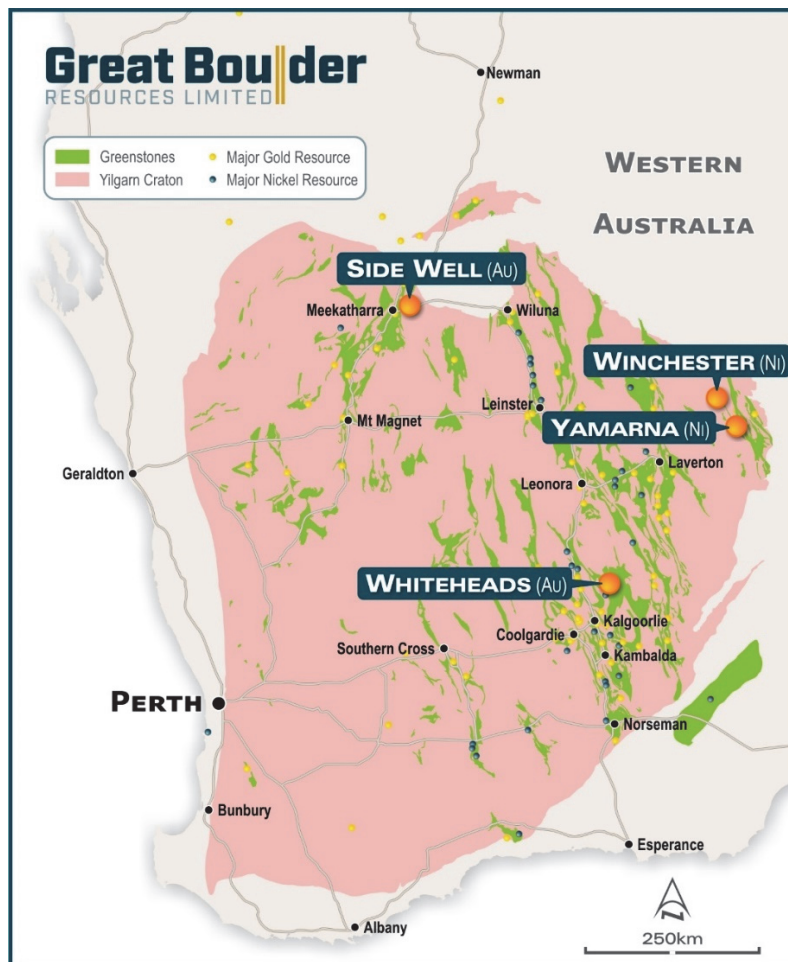 Great Boulder
RESOURCES LIMITED
Newman
Greenstones
Major Gold Resource
Yilgarn Craton
Major Nickel Resource
WESTERN
AUSTRALIA
SIDE WELL (AU)
Meekatharra
Wiluna
WINCHESTER (NI)
Leinster
YAMARNA (NI)
Mt Magnet
Laverton
Geraldton
Leonora
WHITEHEADS (AU)
Kalgoorlie
Coolgardie
Southern Cross
Kambalda
PERTH
Norseman
Bunbury
Esperance
Albany
N
250km